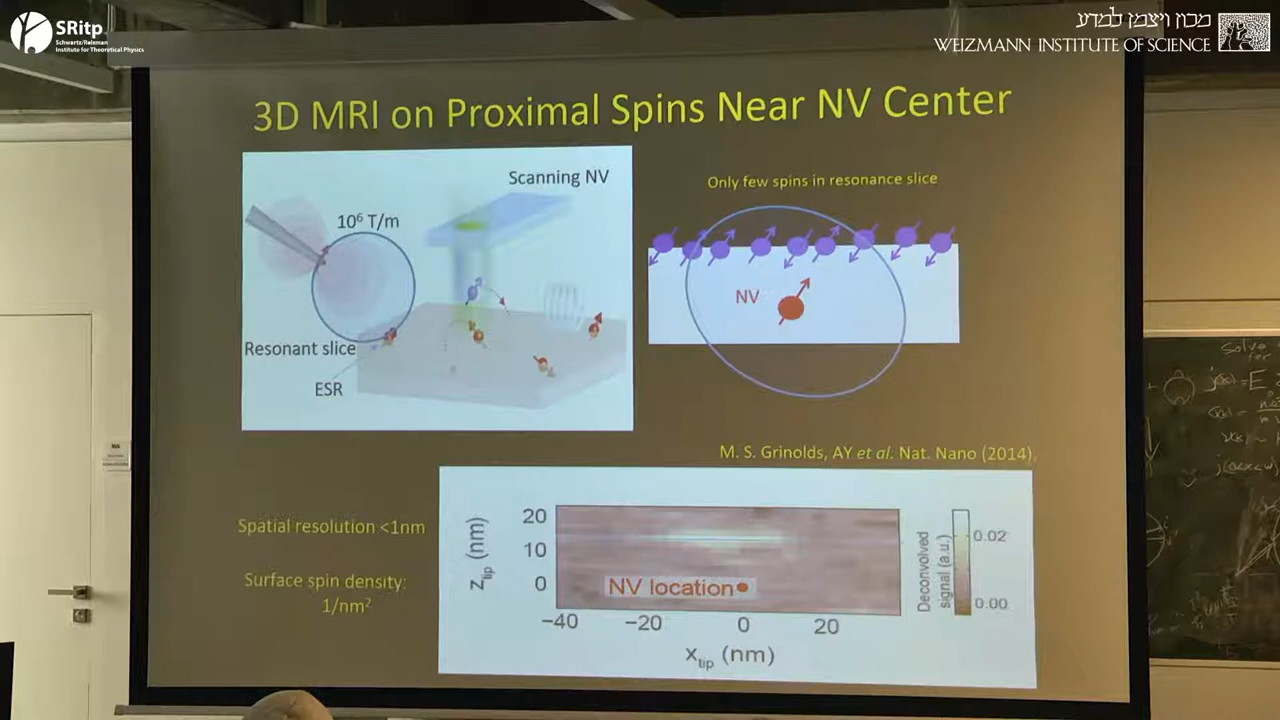 SRitp
Schwartz/Reisman
Institute for Theoretical Physics
מכון ויצמן למדע
WEIZMANN INSTITUTE OF SCIENCE
3D MRI on Proximal Spins Near NV Center
Scanning NV
10⁶ T/m
Resonant slice
ESR
Only few spins in resonance slice
NV
M. S. Grinolds, AY et al. Nat. Nano (2014).
Spatial resolution <1nm
Surface spin density:
1/nm²
z_tip (nm)
20
10
0
NV location
−40
−20
0
20
x_tip (nm)
Deconvolved
signal (a.u.)
0.02
0.00
Solve
for